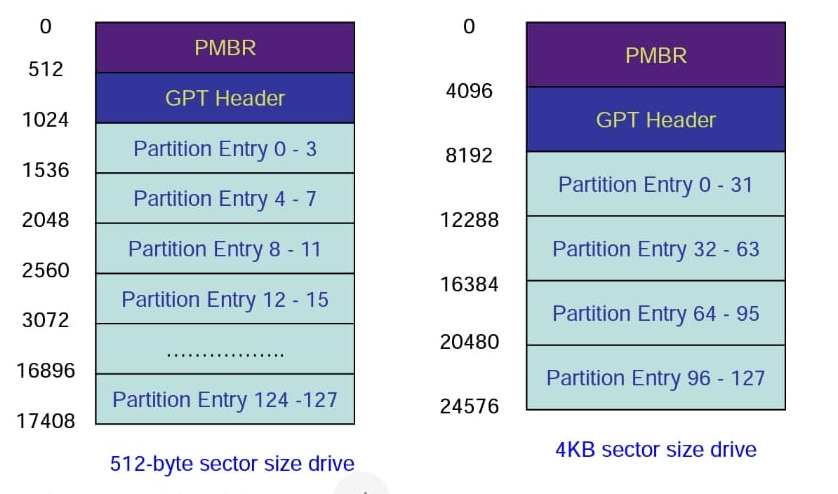 0
PMBR
512
GPT Header
1024
Partition Entry 0 - 3
1536
Partition Entry 4 - 7
2048
Partition Entry 8 - 11
2560
Partition Entry 12 - 15
3072
.................
16896
Partition Entry 124 -127
17408
512-byte sector size drive
0
PMBR
4096
GPT Header
8192
Partition Entry 0 - 31
12288
Partition Entry 32 - 63
16384
Partition Entry 64 - 95
20480
Partition Entry 96 - 127
24576
4KB sector size drive